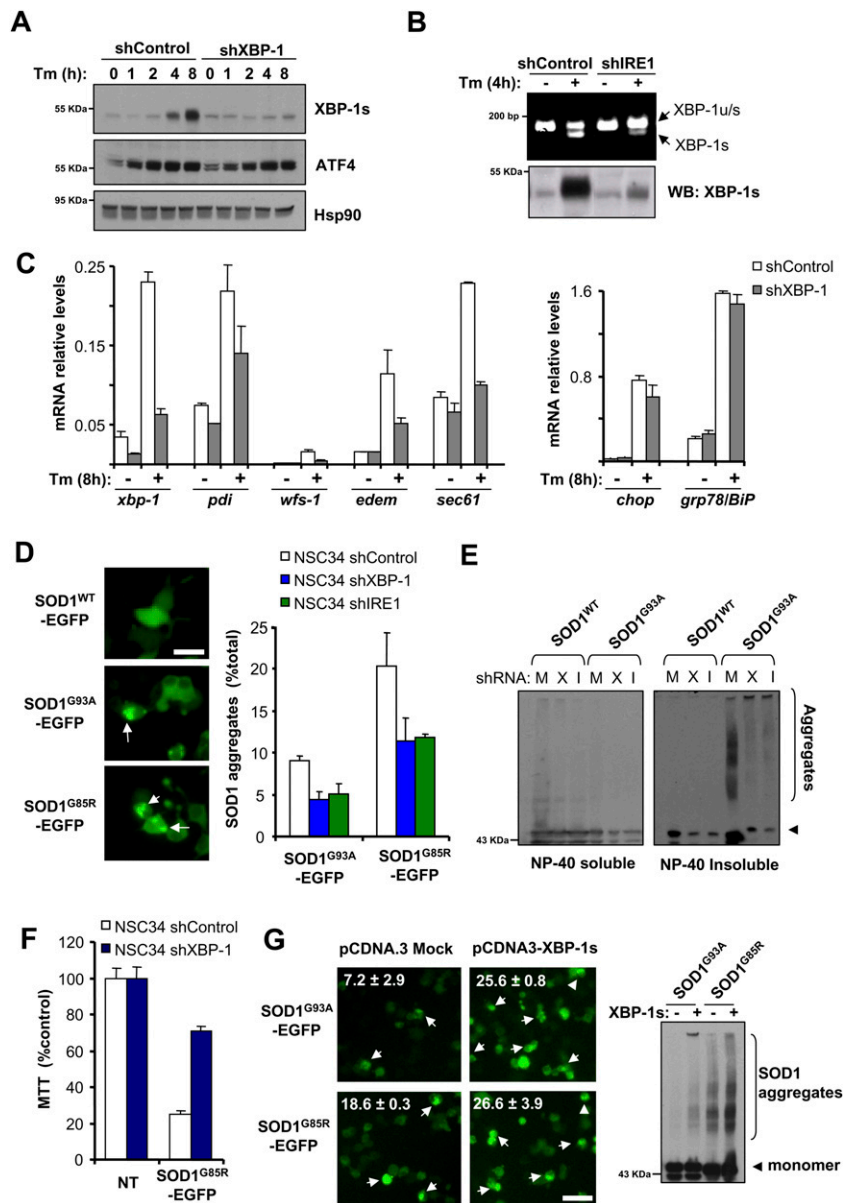 A
shControl shXBP-1
Tm (h): 0 1 2 4 8 0 1 2 4 8
55 KDa
XBP-1s
55 KDa
ATF4
95 KDa
Hsp90
B
shControl shIRE1
Tm (4h): - + - +
200 bp
XBP-1u/s
XBP-1s
55 KDa
WB: XBP-1s
C
mRNA relative levels
0.25
0.15
0.05
Tm (8h): - + - + - + - + - +
xbp-1 pdi wfs-1 edem sec61
mRNA relative levels
1.6
0.8
shControl
shXBP-1
Tm (8h): - + - +
chop grp78/BiP
D
SOD1WT
-EGFP
SOD1G93A
-EGFP
SOD1G85R
-EGFP
NSC34 shControl
NSC34 shXBP-1
NSC34 shIRE1
SOD1 aggregates (%total)
25
20
15
10
5
0
SOD1G93A SOD1G85R
-EGFP -EGFP
E
SOD1WT SOD1G93A SOD1WT SOD1G93A
shRNA: M X I M X I M X I M X I
Aggregates
43 KDa
NP-40 soluble NP-40 Insoluble
F
NSC34 shControl
NSC34 shXBP-1
MTT (%control)
120
100
80
60
40
20
0
NT SOD1G85R
-EGFP
G
pCDNA.3 Mock pCDNA3-XBP-1s
SOD1G93A
-EGFP
7.2 ± 2.9 25.6 ± 0.8
SOD1G85R
-EGFP
18.6 ± 0.3 26.6 ± 3.9
SOD1G93A SOD1G85R
XBP-1s: - + - +
SOD1
aggregates
monomer
43 KDa